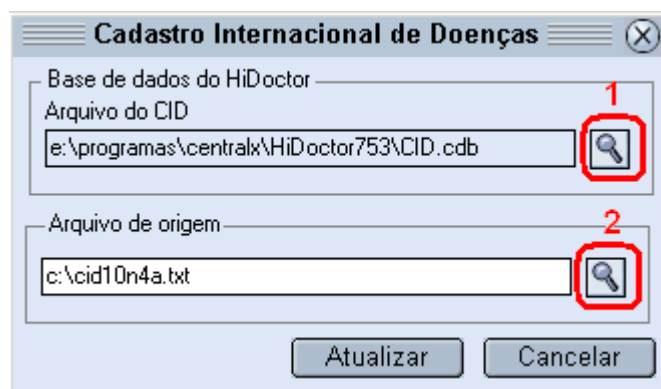 Cadastro Internacional de Doenças
Base de dados do HiDoctor
1
Arquivo do CID
e:\programas\centralx\HiDoctor753\CID.cdb
Arquivo de origem
2
c:\cid10n4a.txt
Atualizar Cancelar